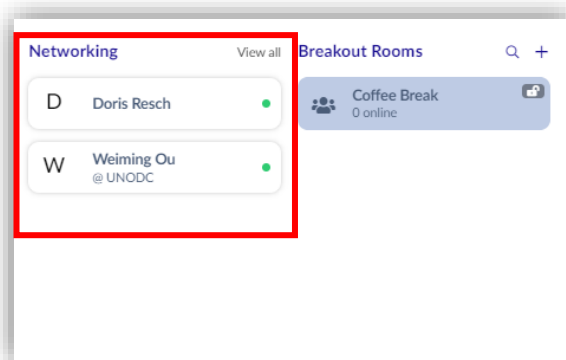 Networking
View all
D
Doris Resch
W
Weiming Ou
@ UNODC
Breakout Rooms
Coffee Break
0 online